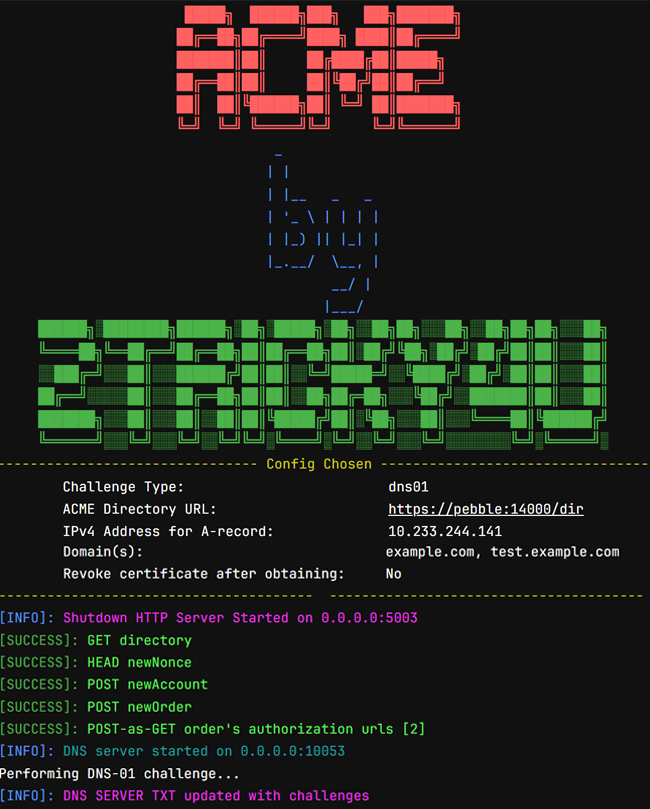 ACME
by
2TRICKY4U
Config Chosen
Challenge Type: dns01
ACME Directory URL: https://pebble:14000/dir
IPv4 Address for A-record: 10.233.244.141
Domain(s): example.com, test.example.com
Revoke certificate after obtaining: No
[INFO]: Shutdown HTTP Server Started on 0.0.0.0:5003
[SUCCESS]: GET directory
[SUCCESS]: HEAD newNonce
[SUCCESS]: POST newAccount
[SUCCESS]: POST newOrder
[SUCCESS]: POST-as-GET order's authorization urls [2]
[INFO]: DNS server started on 0.0.0.0:10053
Performing DNS-01 challenge...
[INFO]: DNS SERVER TXT updated with challenges